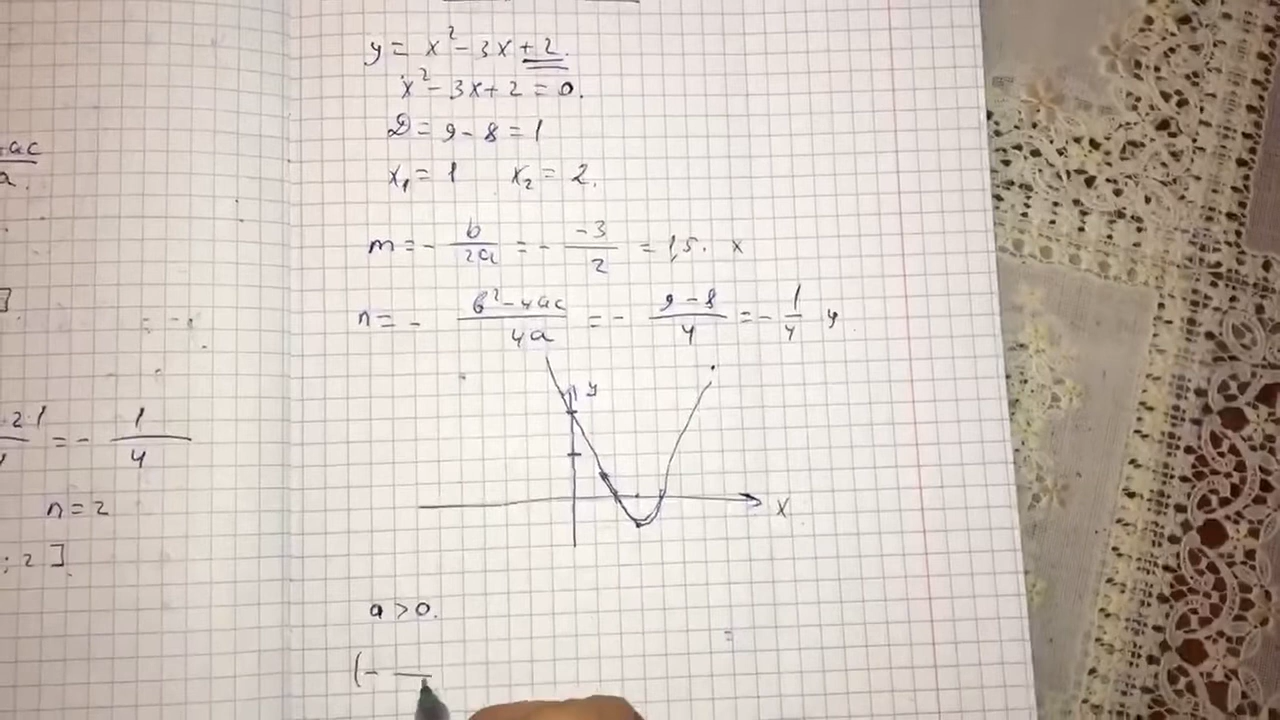 y = x² - 3x + 2.
x² - 3x + 2 = 0.
D = 9 - 8 = 1
x₁ = 1 x₂ = 2.
m = - b/2a = - -3/2 = 1,5. x
n = - b² - 4ac/4a = - 9 - 8/4 = - 1/4 y
y
x
a > 0.
(-
= - 1/4
n = 2
; 2]